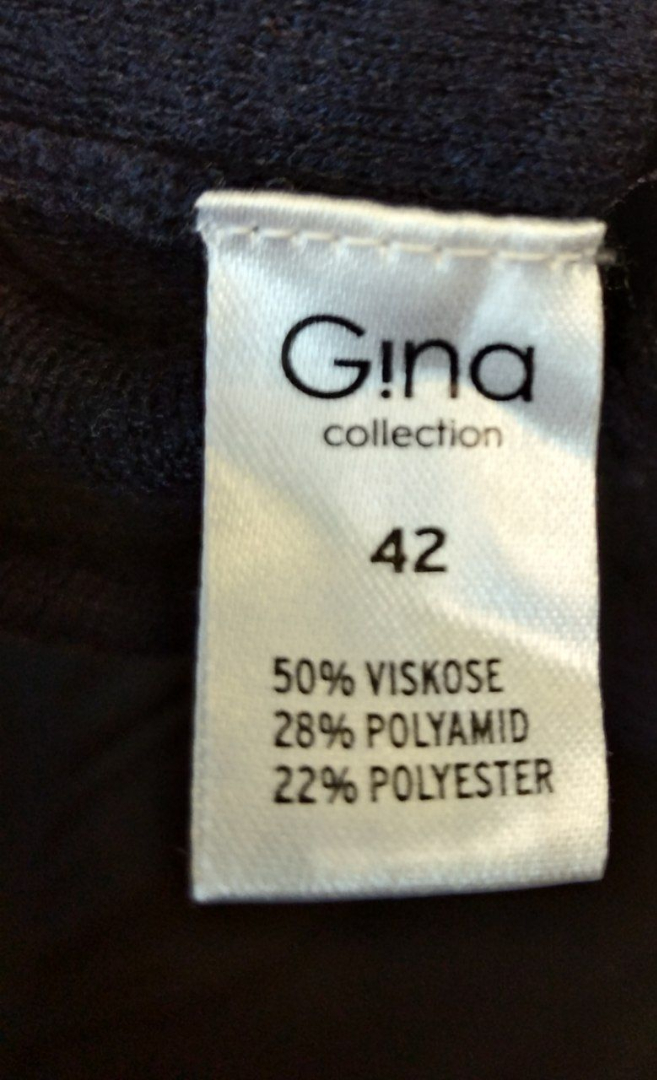 G!na
collection
42
50% VISKOSE
28% POLYAMID
22% POLYESTER